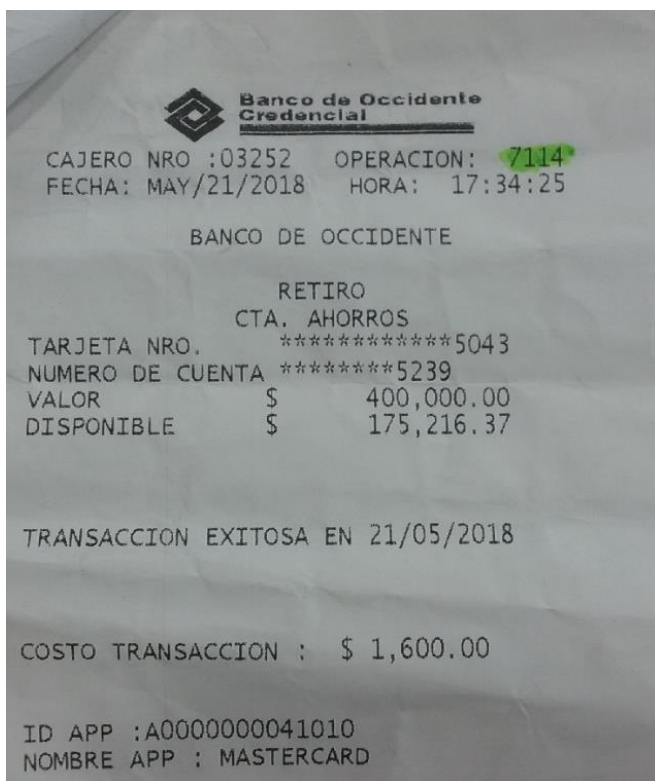 Banco de Occidente
Credencial
CAJERO NRO :03252 OPERACION: 7114
FECHA: MAY/21/2018 HORA: 17:34:25
BANCO DE OCCIDENTE
RETIRO
CTA. AHORROS
TARJETA NRO. ************5043
NUMERO DE CUENTA ********5239
VALOR $ 400,000.00
DISPONIBLE $ 175,216.37
TRANSACCION EXITOSA EN 21/05/2018
COSTO TRANSACCION : $ 1,600.00
ID APP :A0000000041010
NOMBRE APP : MASTERCARD